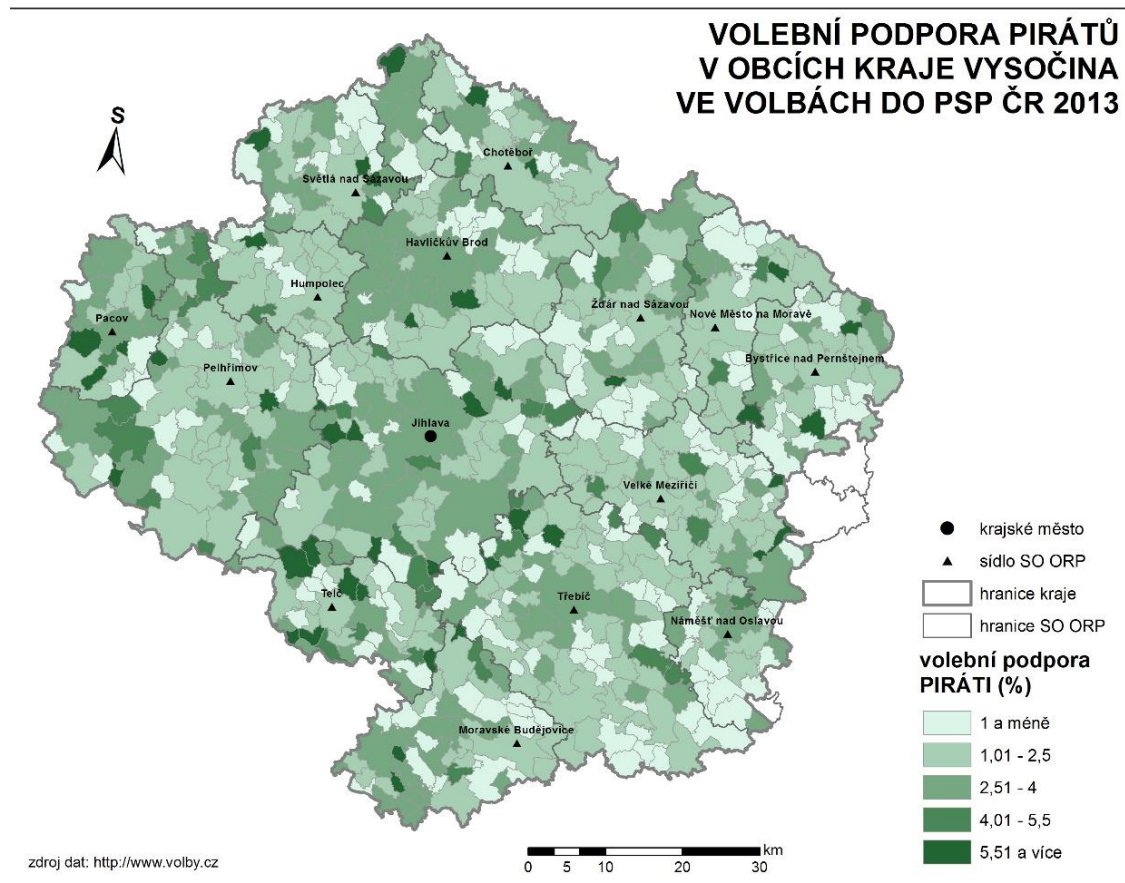 VOLEBNÍ PODPORA PIRÁTŮ
V OBCÍCH KRAJE VYSOČINA
VE VOLBÁCH DO PSP ČR 2013
S
Chotěboř
Světlá nad Sázavou
Havlíčkův Brod
Humpolec
Pacov
Žďár nad Sázavou
Nové Město na Moravě
Bystřice nad Pernštejnem
Pelhřimov
Jihlava
Velké Meziříčí
Telč
Třebíč
Náměšť nad Oslavou
Moravské Budějovice
krajské město
sídlo SO ORP
hranice kraje
hranice SO ORP
volební podpora
PIRÁTI (%)
1 a méně
1,01 - 2,5
2,51 - 4
4,01 - 5,5
5,51 a více
zdroj dat: http://www.volby.cz
km
0 5 10 20 30